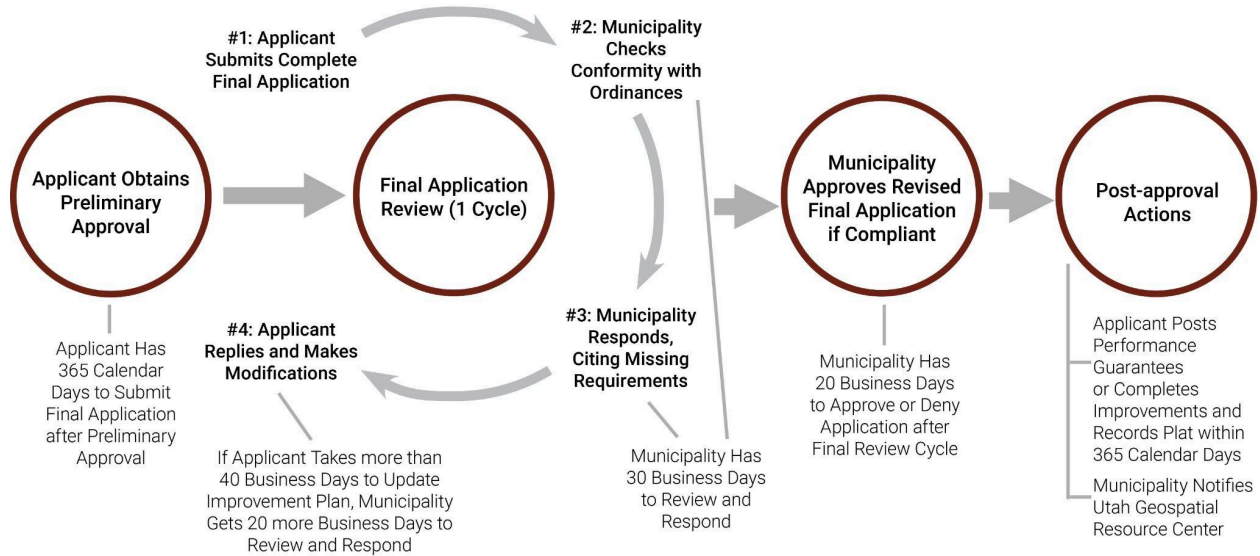 #1: Applicant
Submits Complete
Final Application
#2: Municipality
Checks
Conformity with
Ordinances
Applicant Obtains
Preliminary
Approval
Final Application
Review (1 Cycle)
Municipality
Approves Revised
Final Application
if Compliant
Post-approval
Actions
#4: Applicant
Replies and Makes
Modifications
#3: Municipality
Responds,
Citing Missing
Requirements
Applicant Has
365 Calendar
Days to Submit
Final Application
after Preliminary
Approval
If Applicant Takes more than
40 Business Days to Update
Improvement Plan, Municipality
Gets 20 more Business Days to
Review and Respond
Municipality Has
30 Business Days
to Review and
Respond
Municipality Has
20 Business Days
to Approve or Deny
Application after
Final Review Cycle
Applicant Posts
Performance
Guarantees
or Completes
Improvements and
Records Plat within
365 Calendar Days
Municipality Notifies
Utah Geospatial
Resource Center